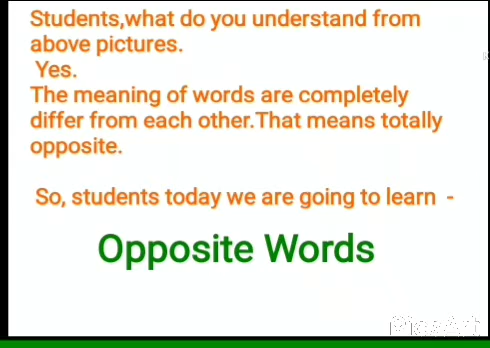 Students,what do you understand from
above pictures.
Yes.
The meaning of words are completely
differ from each other.That means totally
opposite.
So, students today we are going to learn -
Opposite Words
PicsArt